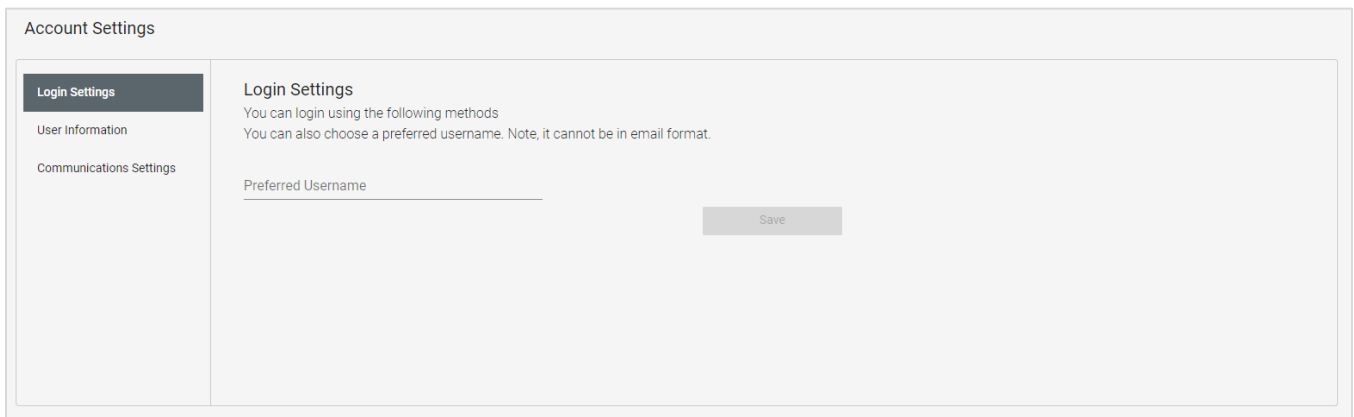 Account Settings
Login Settings
User Information
Communications Settings
Login Settings
You can login using the following methods
You can also choose a preferred username. Note, it cannot be in email format.
Preferred Username
Save